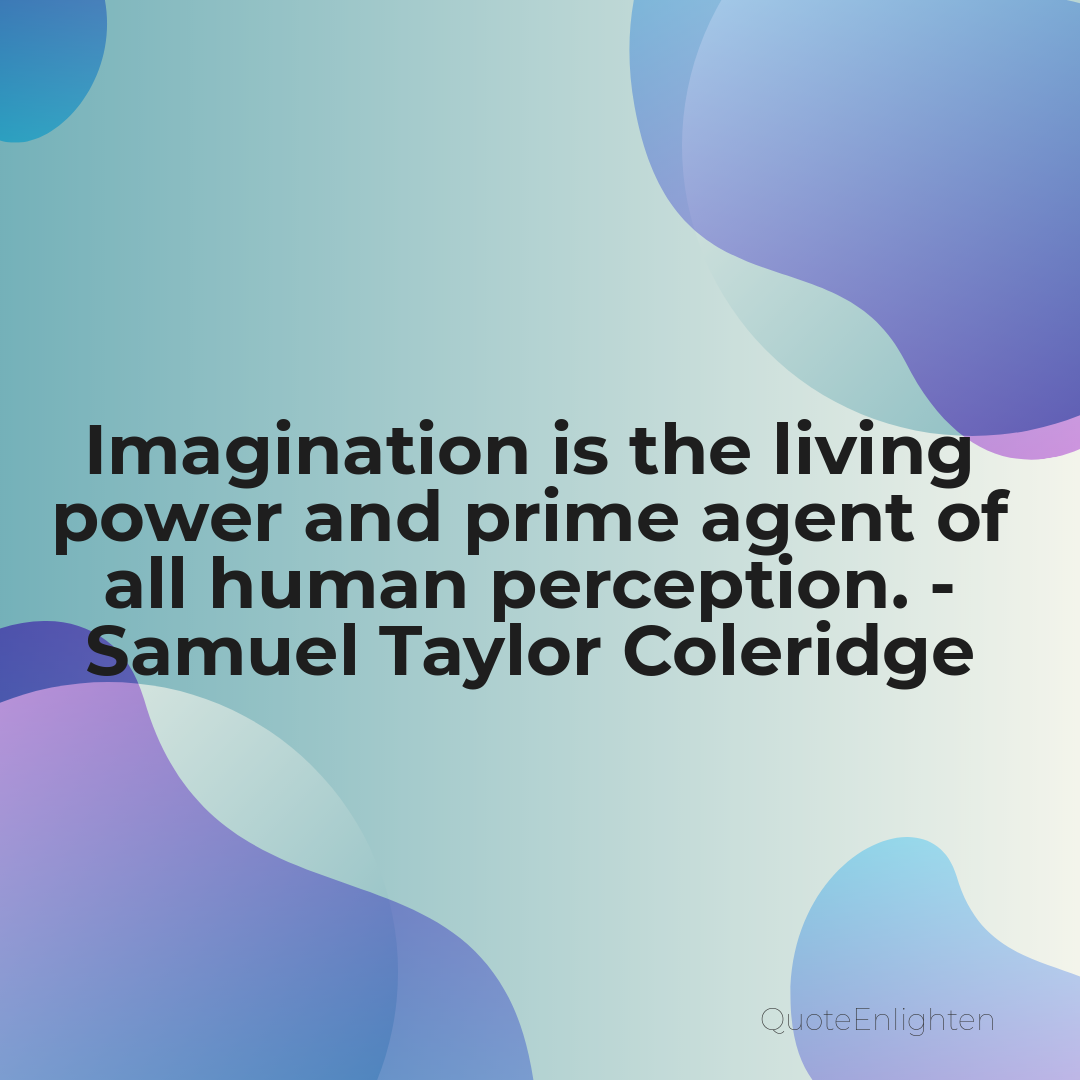 Imagination is the living
power and prime agent of
all human perception. -
Samuel Taylor Coleridge
QuoteEnlighten